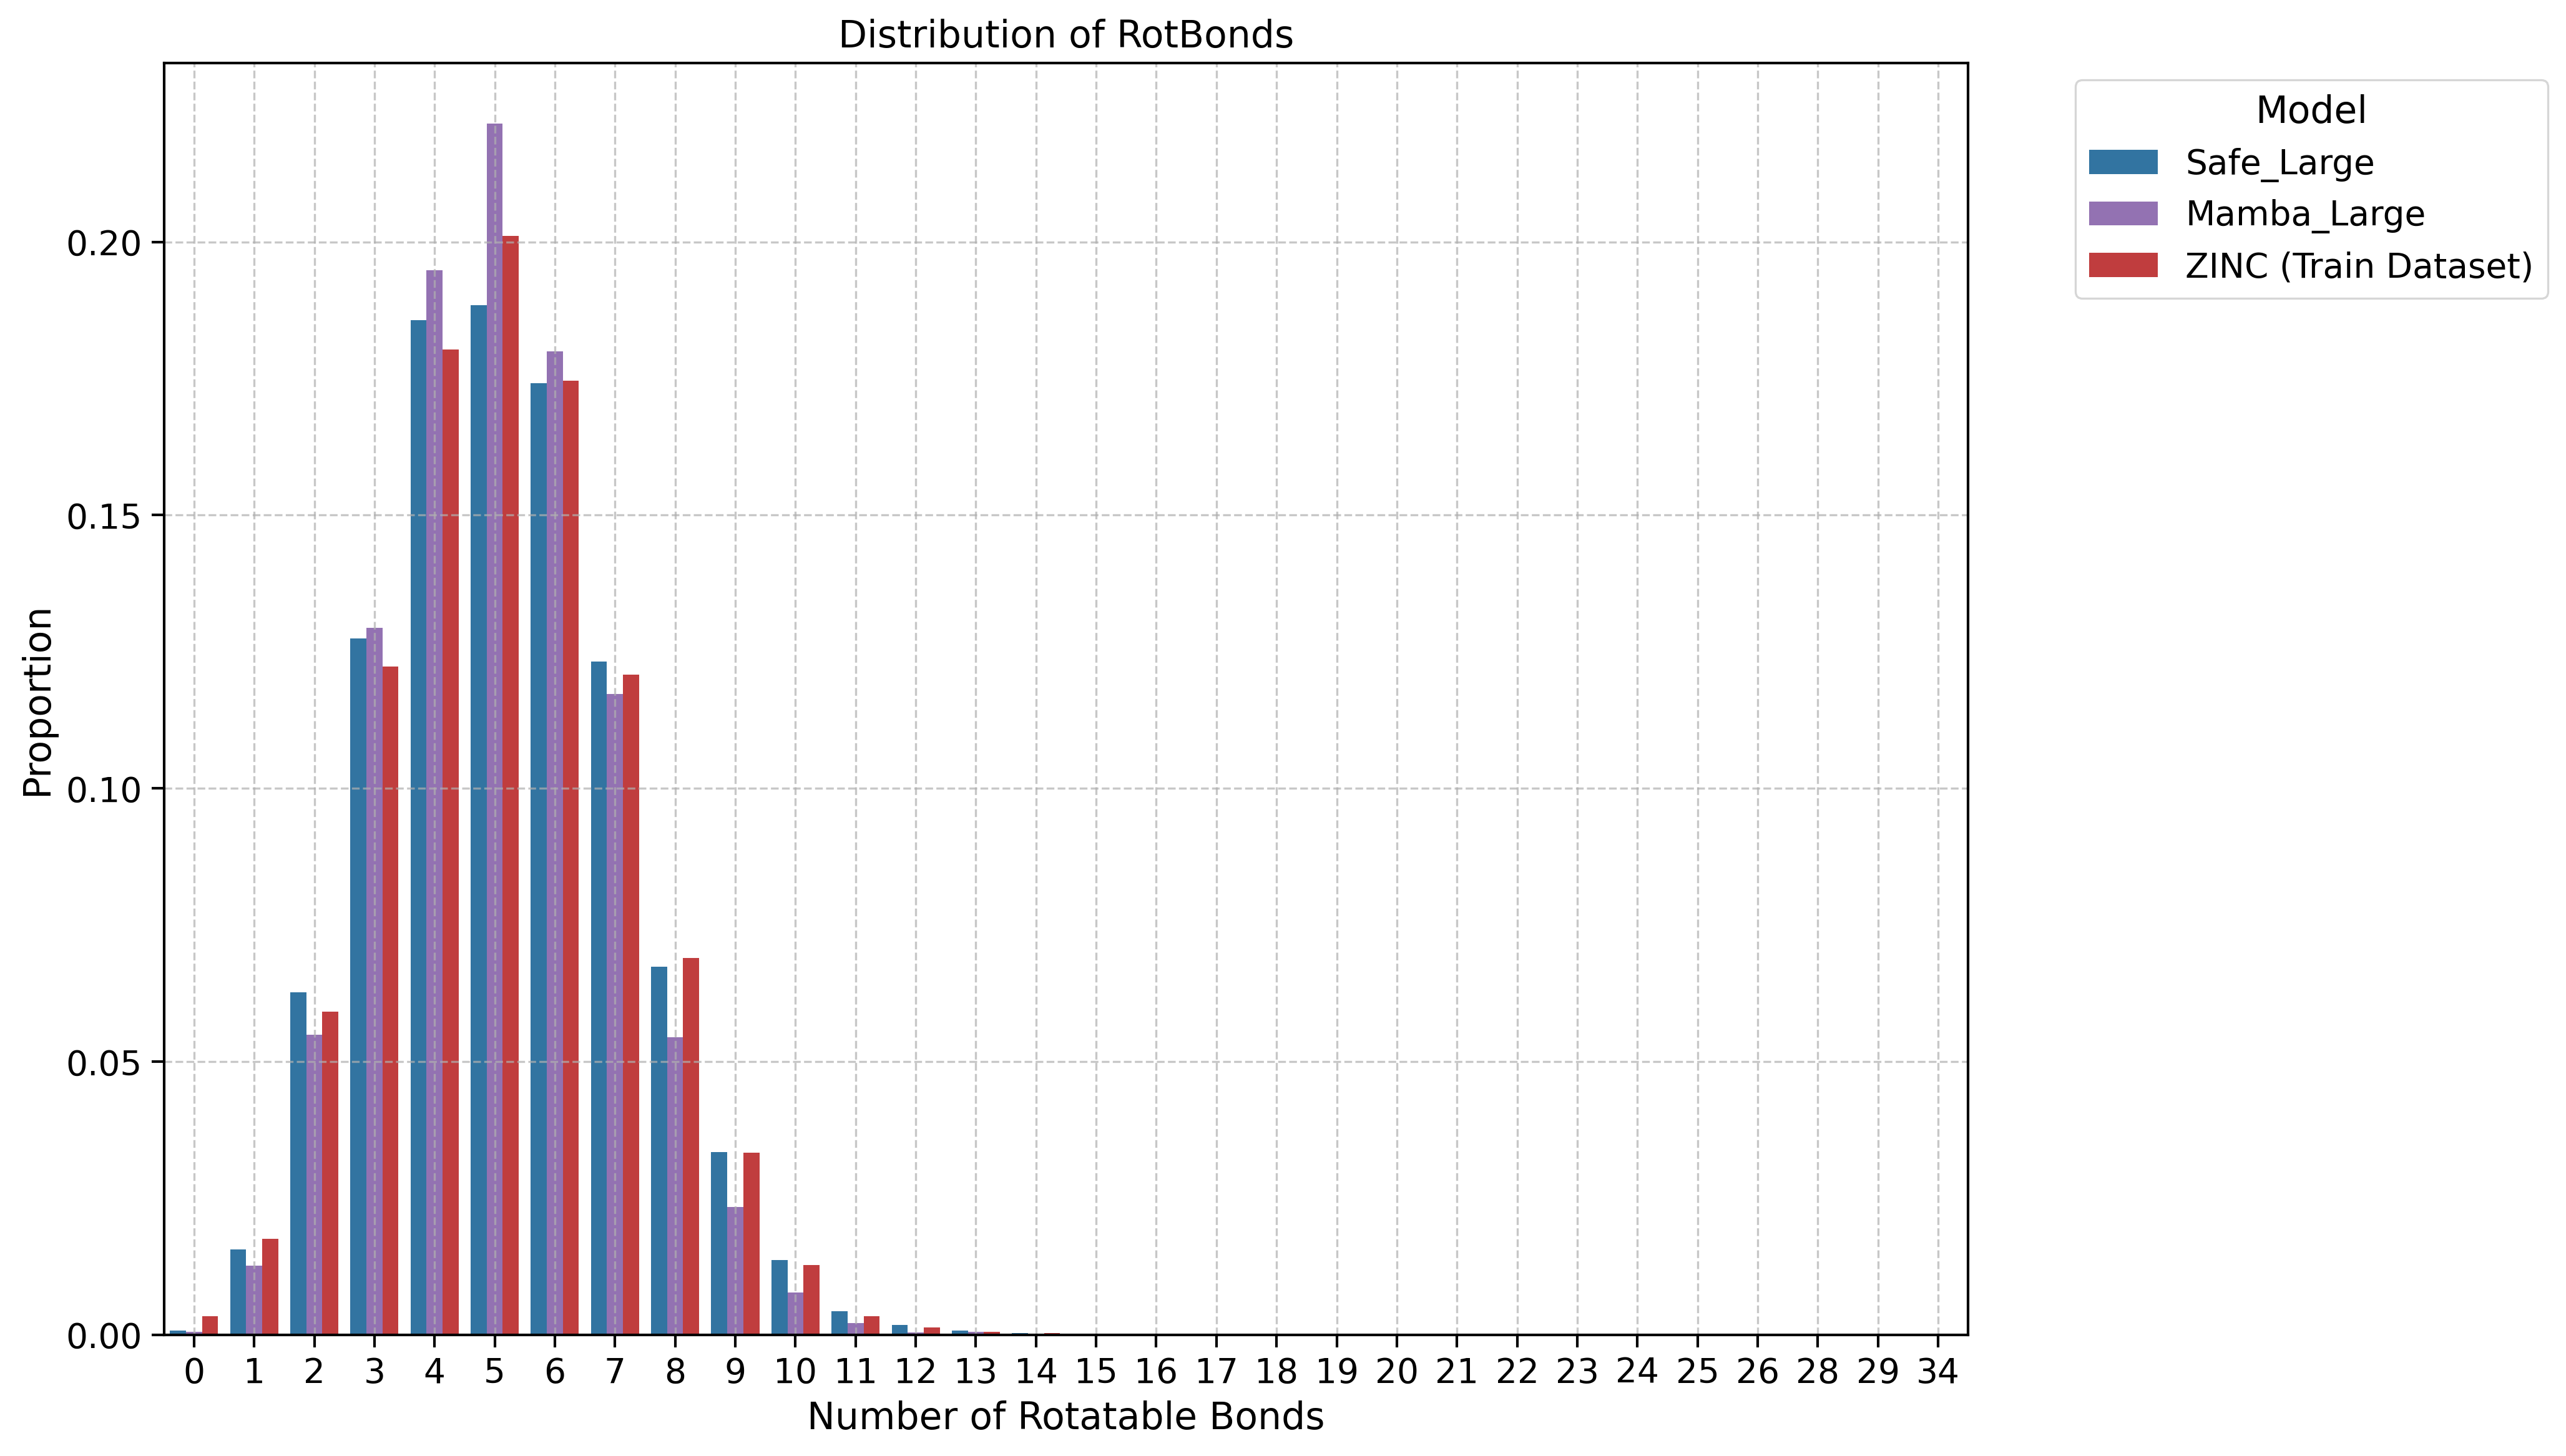 Distribution of RotBonds
Model
Safe_Large
Mamba_Large
ZINC (Train Dataset)
Proportion
0.20
0.15
0.10
0.05
0.00
0 1 2 3 4 5 6 7 8 9 10 11 12 13 14 15 16 17 18 19 20 21 22 23 24 25 26 28 29 34
Number of Rotatable Bonds